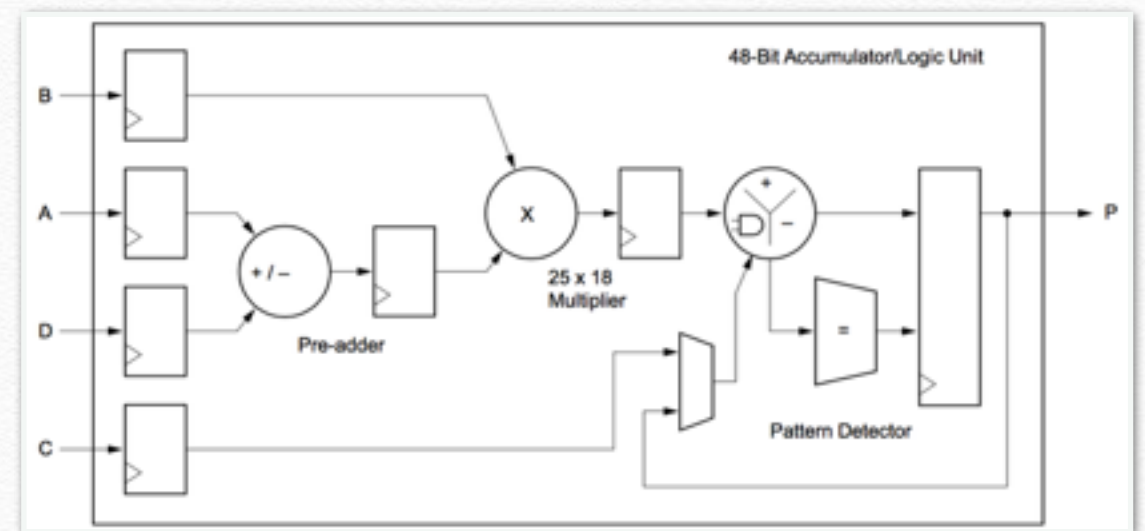 48-Bit Accumulator/Logic Unit
B
A
+
X
–
P
+ / –
25 x 18
Multiplier
D
=
Pre-adder
Pattern Detector
C